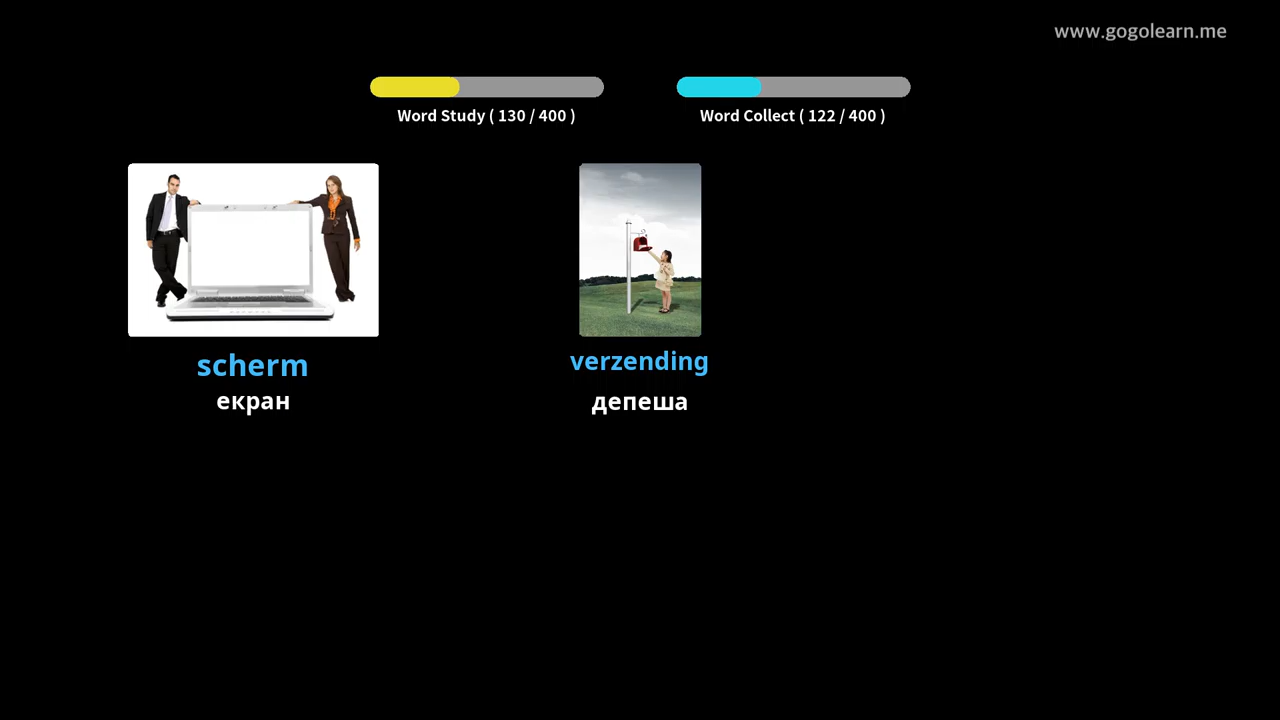 www.gogolearn.me
Word Study ( 130 / 400 )
Word Collect ( 122 / 400 )
scherm
екран
verzending
депеша